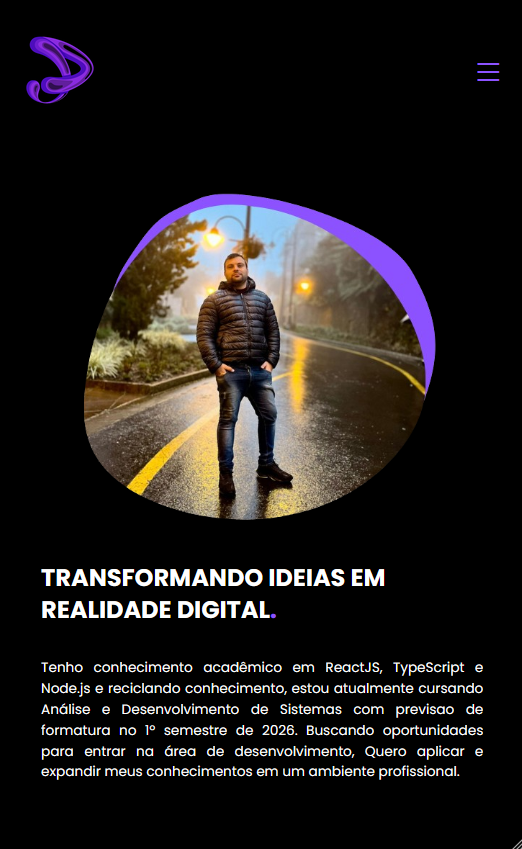 TRANSFORMANDO IDEIAS EM
REALIDADE DIGITAL.
Tenho conhecimento acadêmico em ReactJS, TypeScript e
Node.js e reciclando conhecimento, estou atualmente cursando
Análise e Desenvolvimento de Sistemas com previsao de
formatura no 1º semestre de 2026. Buscando oportunidades
para entrar na área de desenvolvimento, Quero aplicar e
expandir meus conhecimentos em um ambiente profissional.